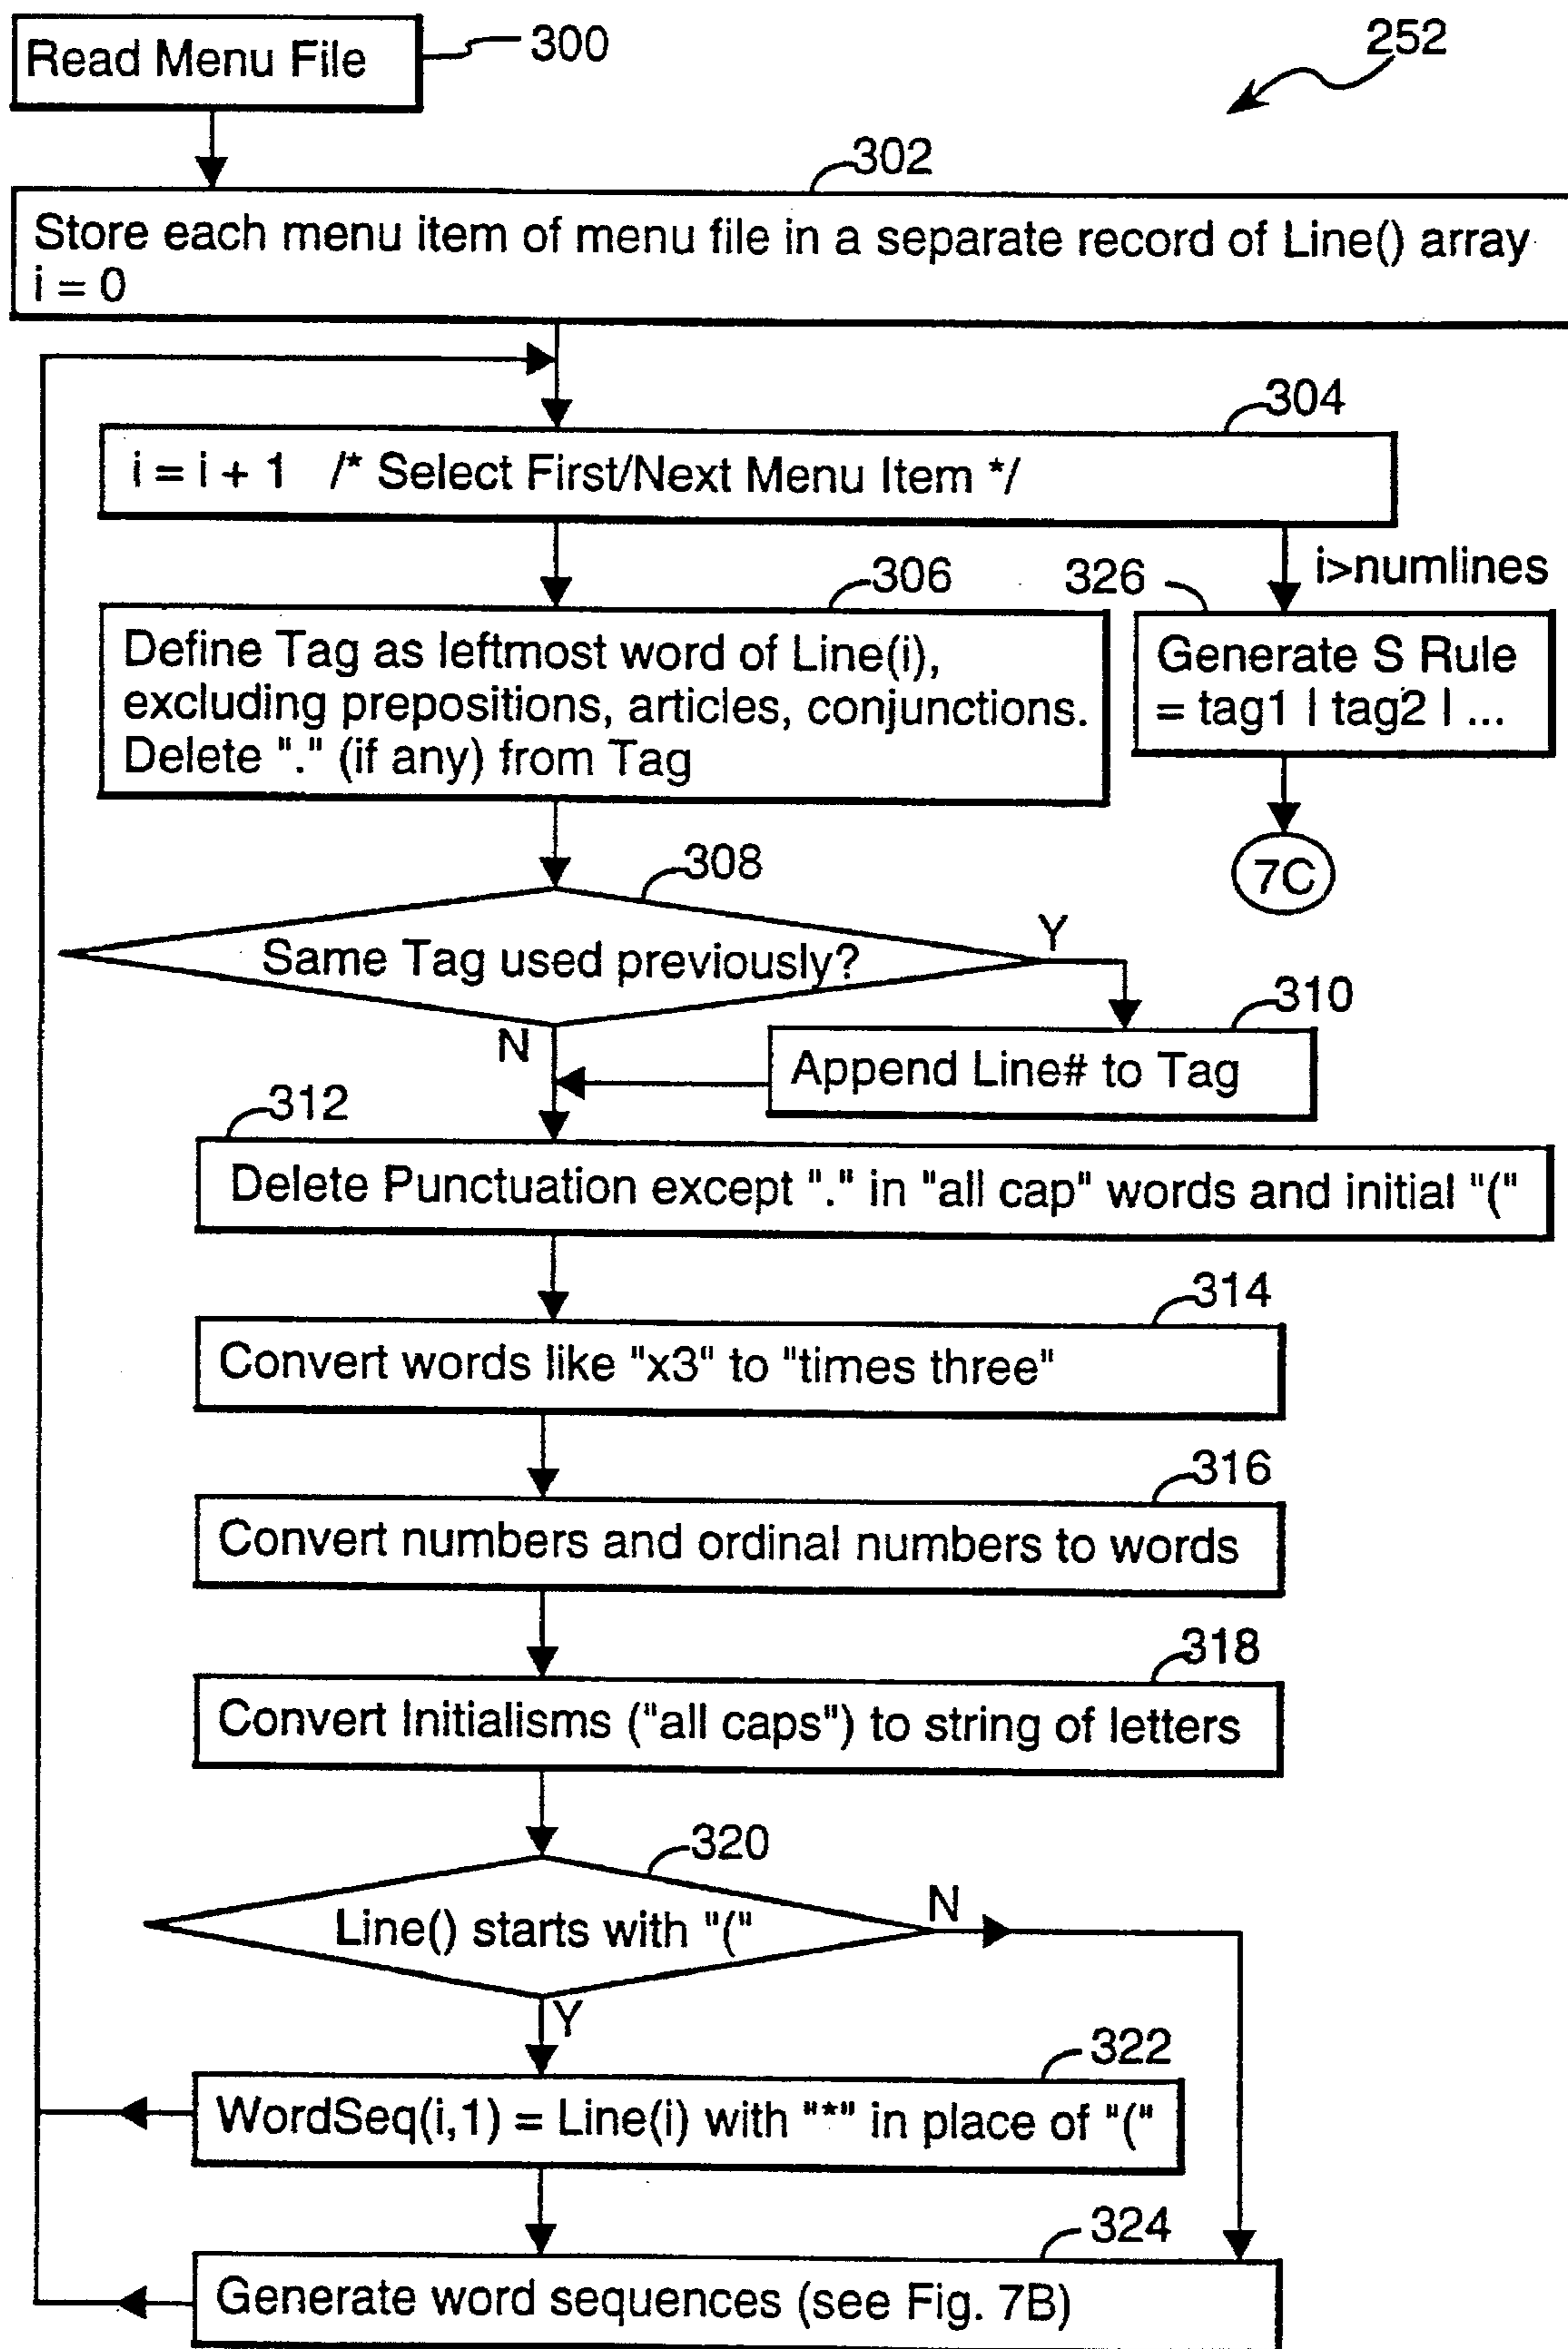 Read Menu File
300
252
302
Store each menu item of menu file in a separate record of Line() array
i = 0
304
i = i + 1 /* Select First/Next Menu Item */
306
326
i>numlines
Define Tag as leftmost word of Line(i),
excluding prepositions, articles, conjunctions.
Delete "." (if any) from Tag
Generate S Rule
= tag1 | tag2 | ...
7C
308
Same Tag used previously?
Y
N
310
Append Line# to Tag
312
Delete Punctuation except "." in "all cap" words and initial "("
314
Convert words like "x3" to "times three"
316
Convert numbers and ordinal numbers to words
318
Convert Initialisms ("all caps") to string of letters
320
Line() starts with "("
N
Y
322
WordSeq(i,1) = Line(i) with "*" in place of "("
324
Generate word sequences (see Fig. 7B)